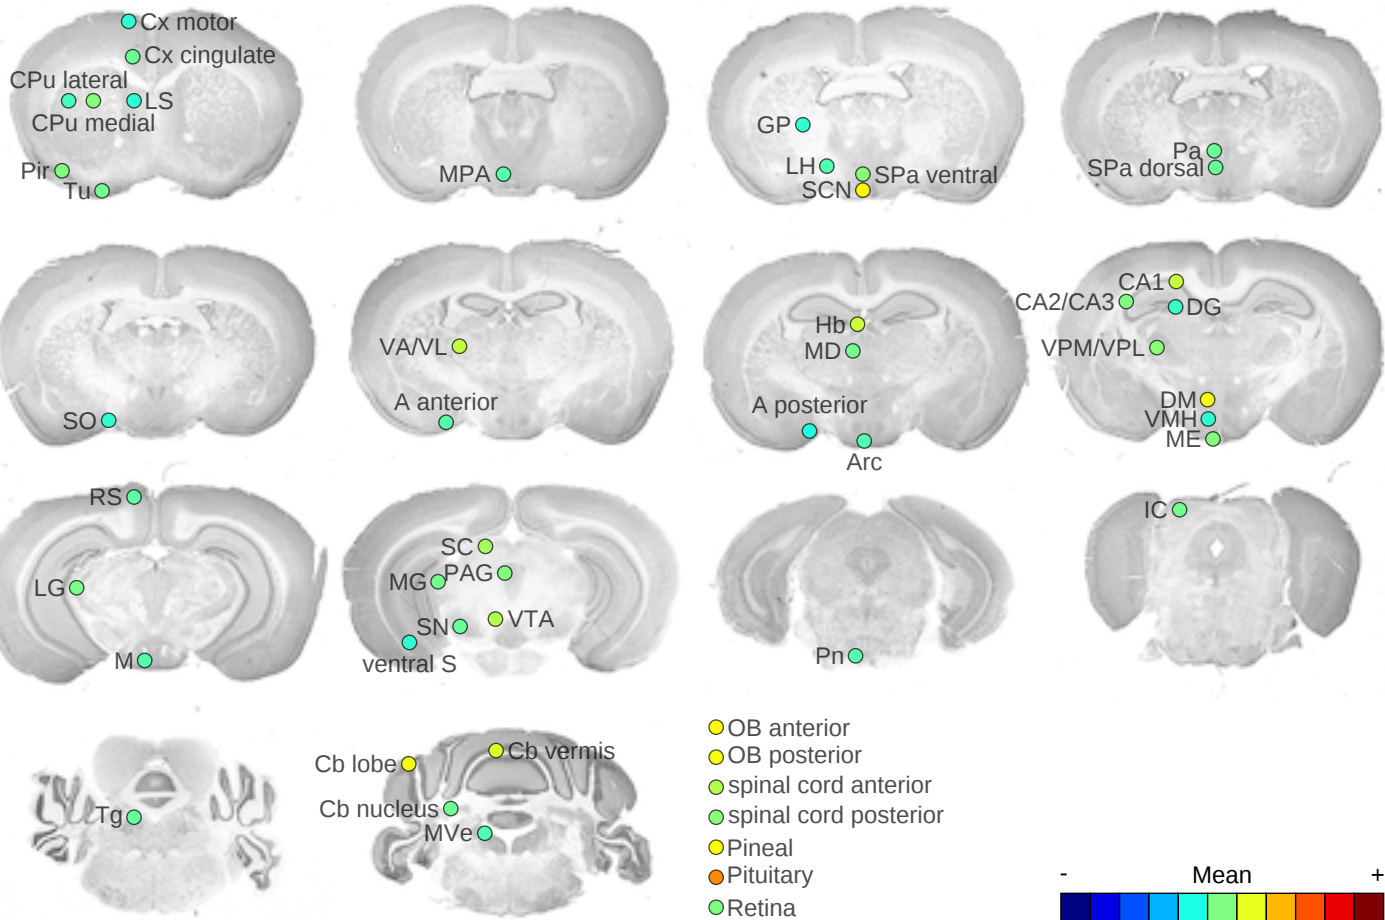 Cx motor
Cx cingulate
CPu lateral
LS
CPu medial
Pir
Tu
MPA
GP
LH
SPa ventral
SCN
Pa
SPa dorsal
SO
VA/VL
A anterior
Hb
MD
A posterior
Arc
CA1
CA2/CA3
DG
VPM/VPL
DM
VMH
ME
RS
LG
M
SC
PAG
MG
VTA
SN
ventral S
Pn
IC
Tg
Cb lobe
Cb vermis
Cb nucleus
MVe
OB anterior
OB posterior
spinal cord anterior
spinal cord posterior
Pineal
Pituitary
Retina
- Mean +